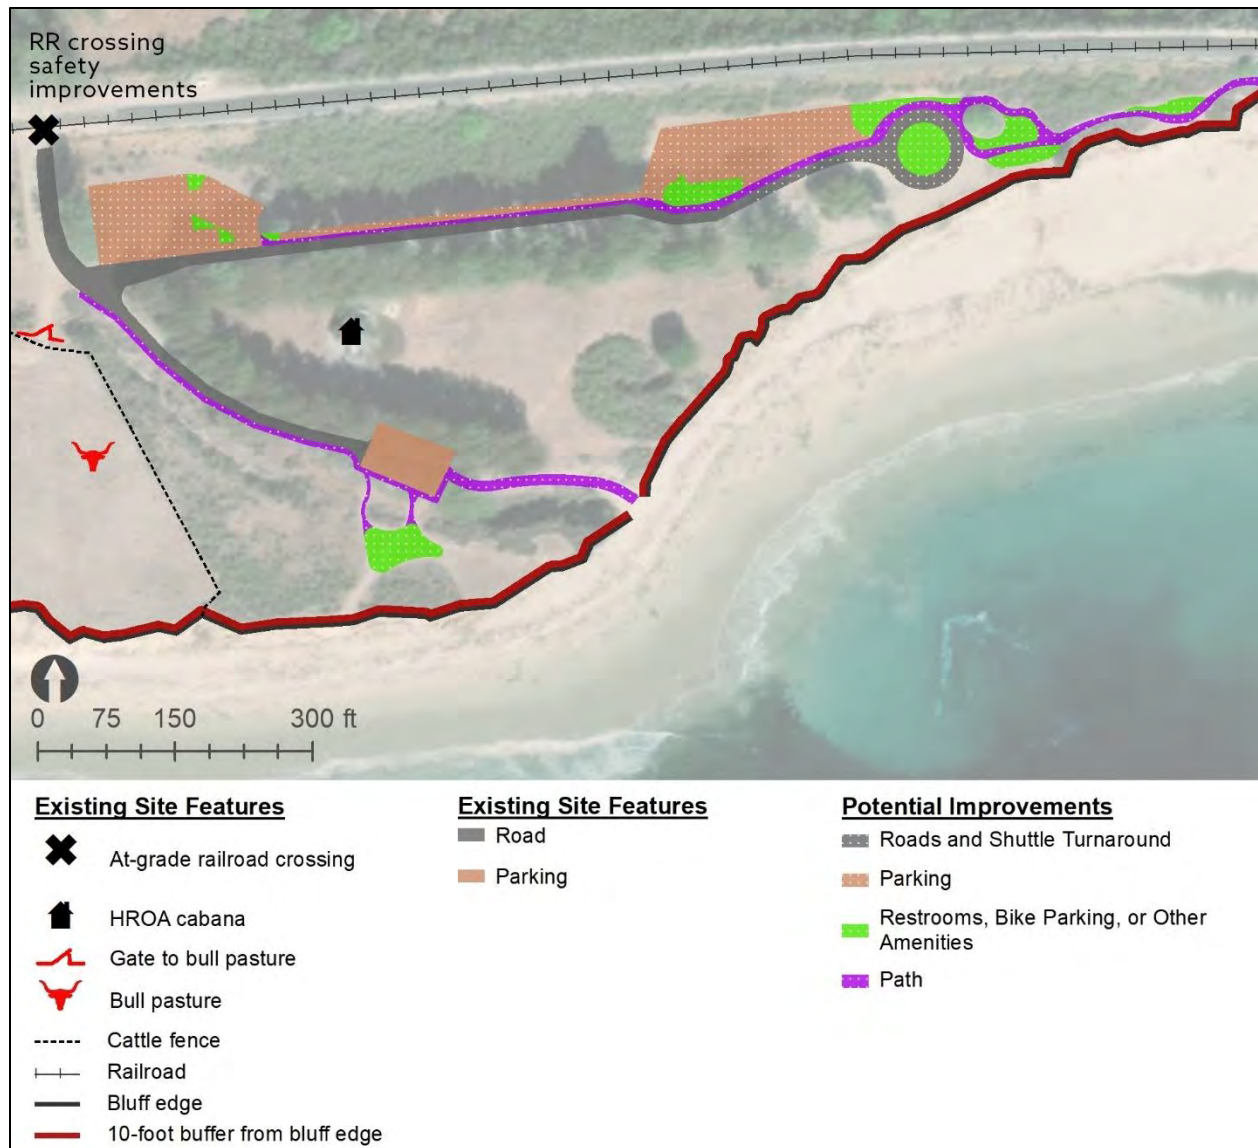 RR crossing
safety
improvements
0 75 150 300 ft
Existing Site Features
At-grade railroad crossing
HROA cabana
Gate to bull pasture
Bull pasture
Cattle fence
Railroad
Bluff edge
10-foot buffer from bluff edge
Existing Site Features
Road
Parking
Potential Improvements
Roads and Shuttle Turnaround
Parking
Restrooms, Bike Parking, or Other
Amenities
Path